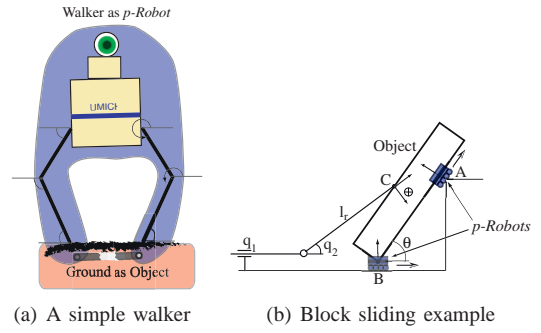 Walker as p-Robot
UMICH
Ground as Object
(a) A simple walker
Object
A
C
⊕
l_r
p-Robots
q_1
q_2
θ
B
(b) Block sliding example